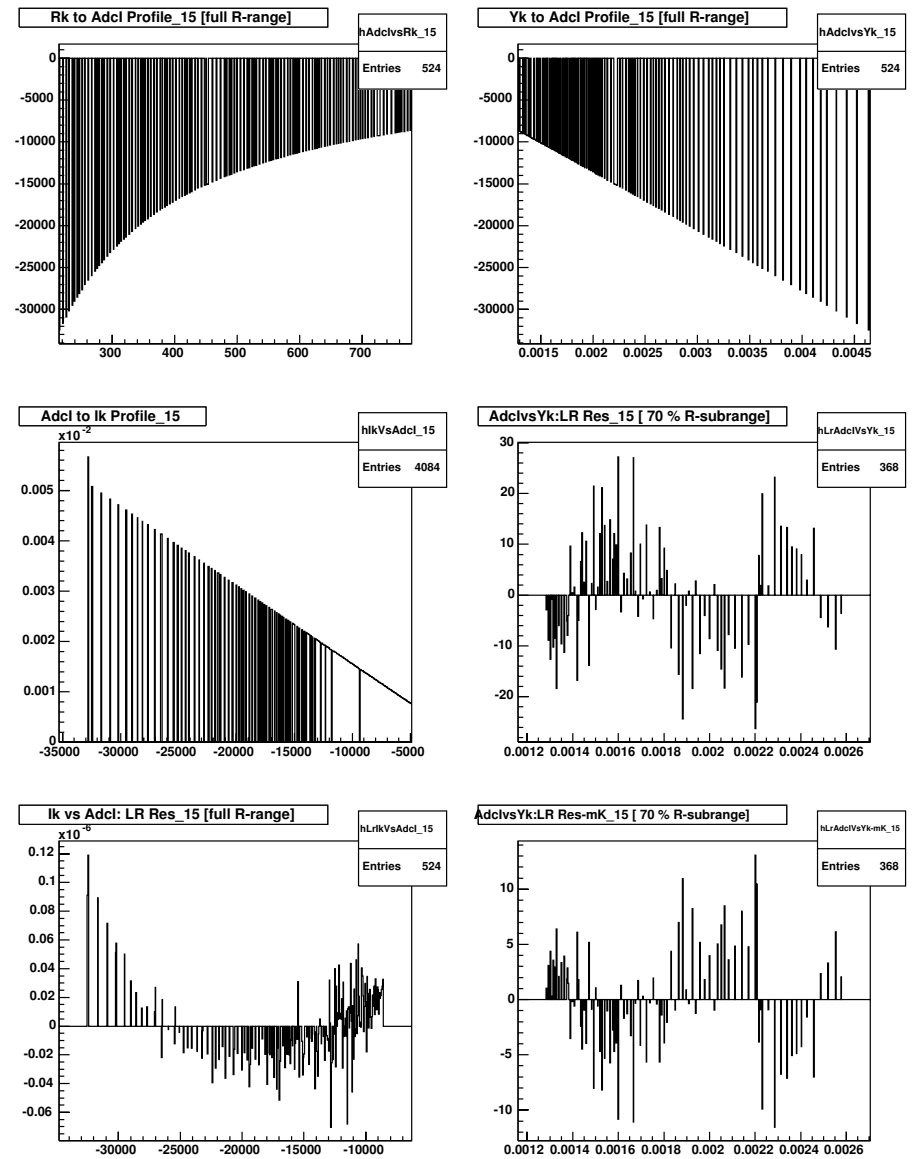 Rk to AdcI Profile_15 [full R-range]
hAdcIvsRk_15
Entries 524
0
-5000
-10000
-15000
-20000
-25000
-30000
300 400 500 600 700
Yk to AdcI Profile_15 [full R-range]
hAdcIvsYk_15
Entries 524
0
-5000
-10000
-15000
-20000
-25000
-30000
0.0015 0.002 0.0025 0.003 0.0035 0.004 0.0045
AdcI to Ik Profile_15
x10 -2
hIkVsAdcI_15
Entries 4084
0.005
0.004
0.003
0.002
0.001
0
-35000 -30000 -25000 -20000 -15000 -10000 -5000
AdcIvsYk:LR Res_15 [ 70 % R-subrange]
hLrAdcIVsYk_15
Entries 368
30
20
10
0
-10
-20
0.0012 0.0014 0.0016 0.0018 0.002 0.0022 0.0024 0.0026
Ik vs AdcI: LR Res_15 [full R-range]
x10 -6
hLrIkVsAdcI_15
Entries 524
0.12
0.1
0.08
0.06
0.04
0.02
0
-0.02
-0.04
-0.06
-30000 -25000 -20000 -15000 -10000
AdcIvsYk:LR Res-mK_15 [ 70 % R-subrange]
hLrAdcIVsYk-mK_15
Entries 368
10
5
0
-5
-10
0.0012 0.0014 0.0016 0.0018 0.002 0.0022 0.0024 0.0026